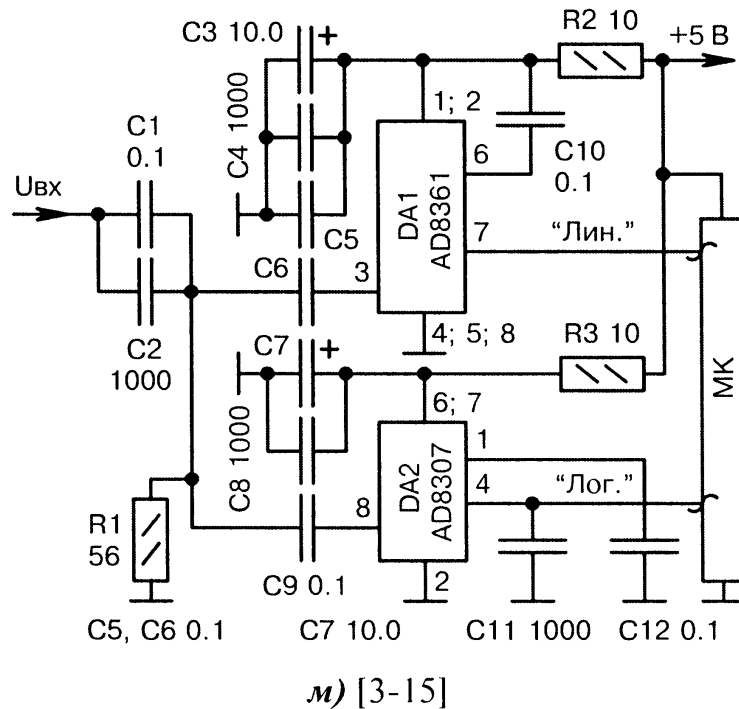 C3 10.0
+
R2 10
+5 В
C4 1000
1; 2
C1
0.1
6
C10
0.1
Uвх
DA1
AD8361
7
“Лин.”
C5
C6
3
C2
1000
4; 5; 8
R3 10
C7
+
МК
C8 1000
6; 7
DA2
AD8307
1
4
“Лог.”
R1
56
8
C9 0.1
2
C5, C6 0.1
C7 10.0
C11 1000
C12 0.1
м) [3-15]